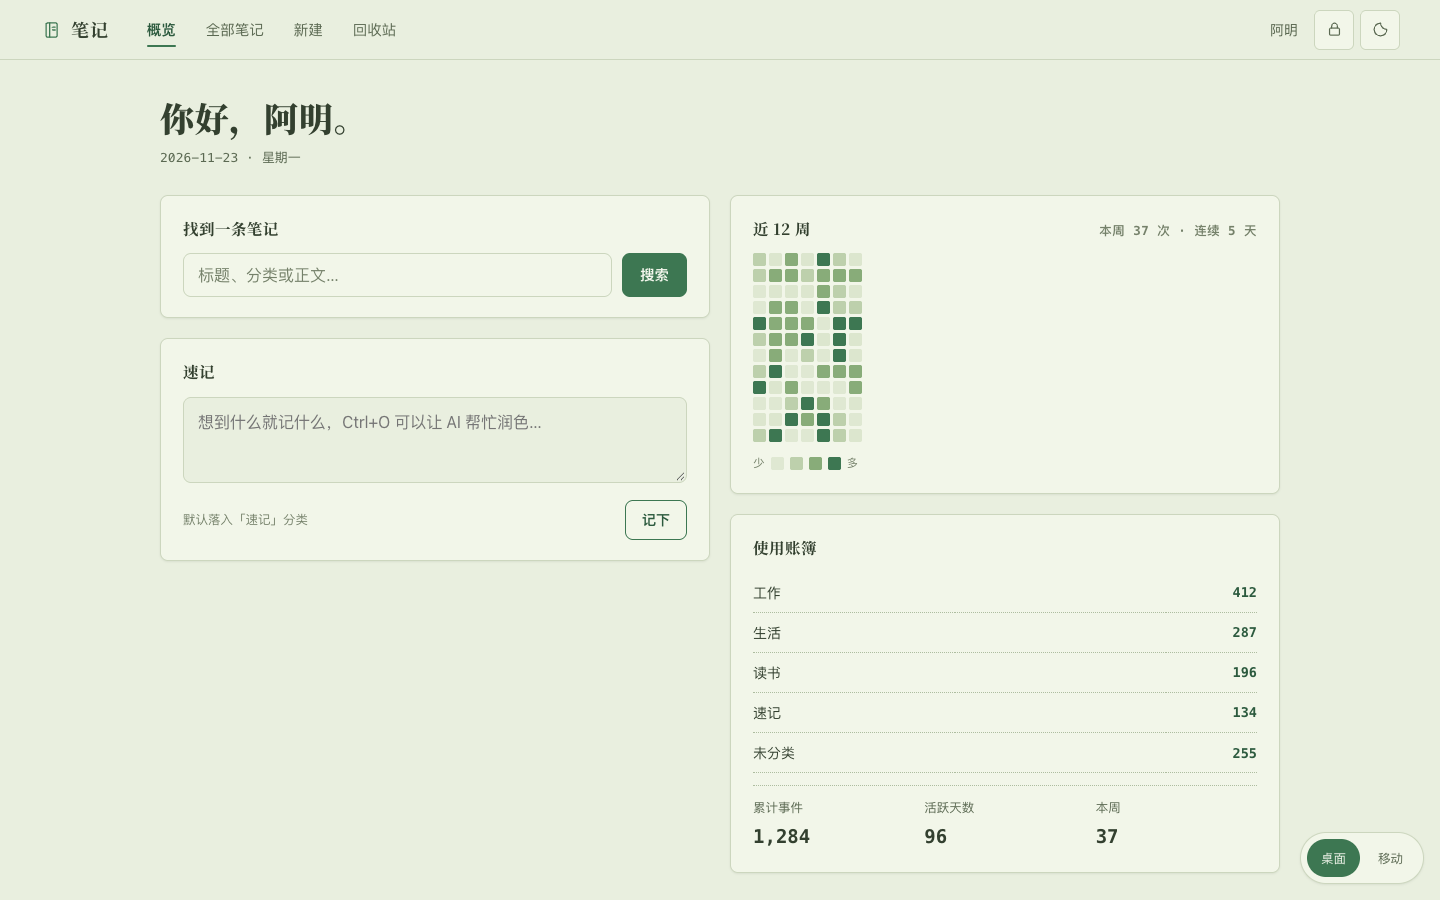 笔记 概览 全部笔记 新建 回收站 阿明
你好，阿明。
2026-11-23 · 星期一
找到一条笔记
标题、分类或正文...
搜索
速记
想到什么就记什么，Ctrl+O 可以让 AI 帮忙润色...
默认落入「速记」分类
记下
近 12 周
本周 37 次 · 连续 5 天
少 多
使用账簿
工作 412
生活 287
读书 196
速记 134
未分类 255
累计事件 活跃天数 本周
1,284 96 37
桌面 移动